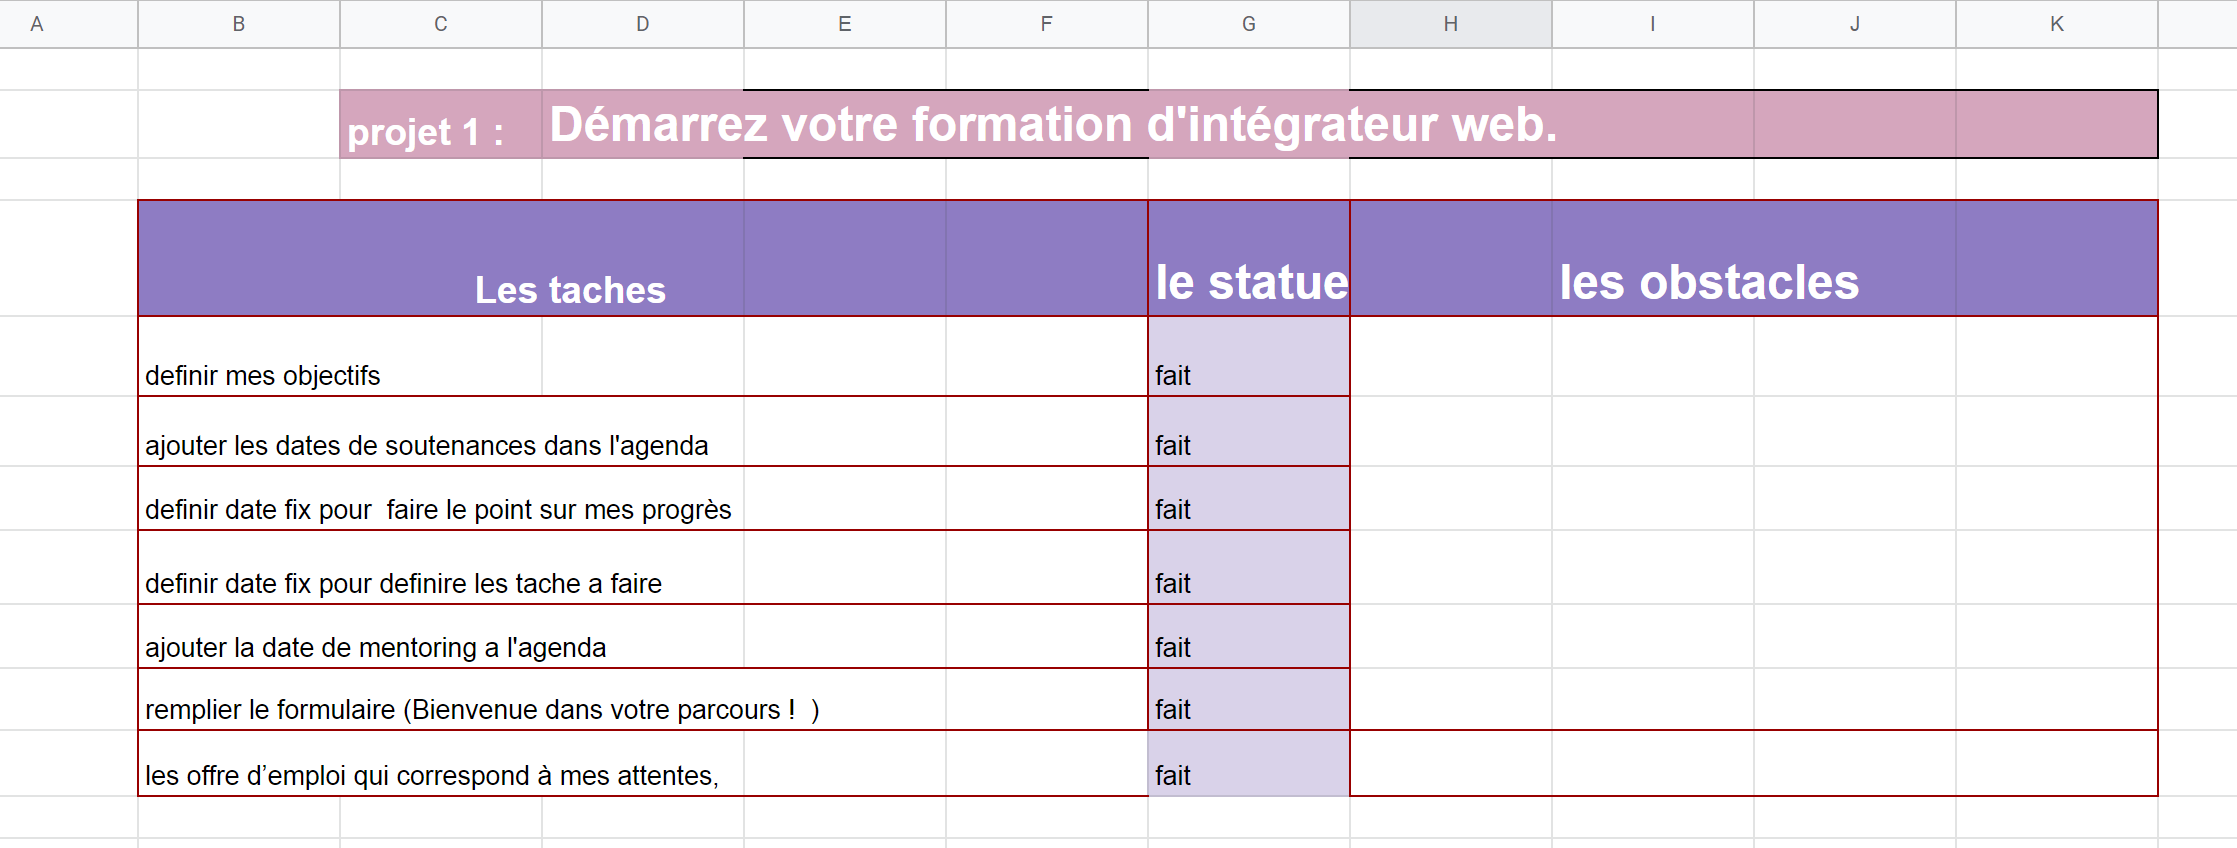 A B C D E F G H I J K
projet 1 : Démarrez votre formation d'intégrateur web.
Les taches le statue les obstacles
definir mes objectifs fait
ajouter les dates de soutenances dans l'agenda fait
definir date fix pour  faire le point sur mes progrès fait
definir date fix pour definire les tache a faire fait
ajouter la date de mentoring a l'agenda fait
remplier le formulaire (Bienvenue dans votre parcours !  ) fait
les offre d’emploi qui correspond à mes attentes, fait